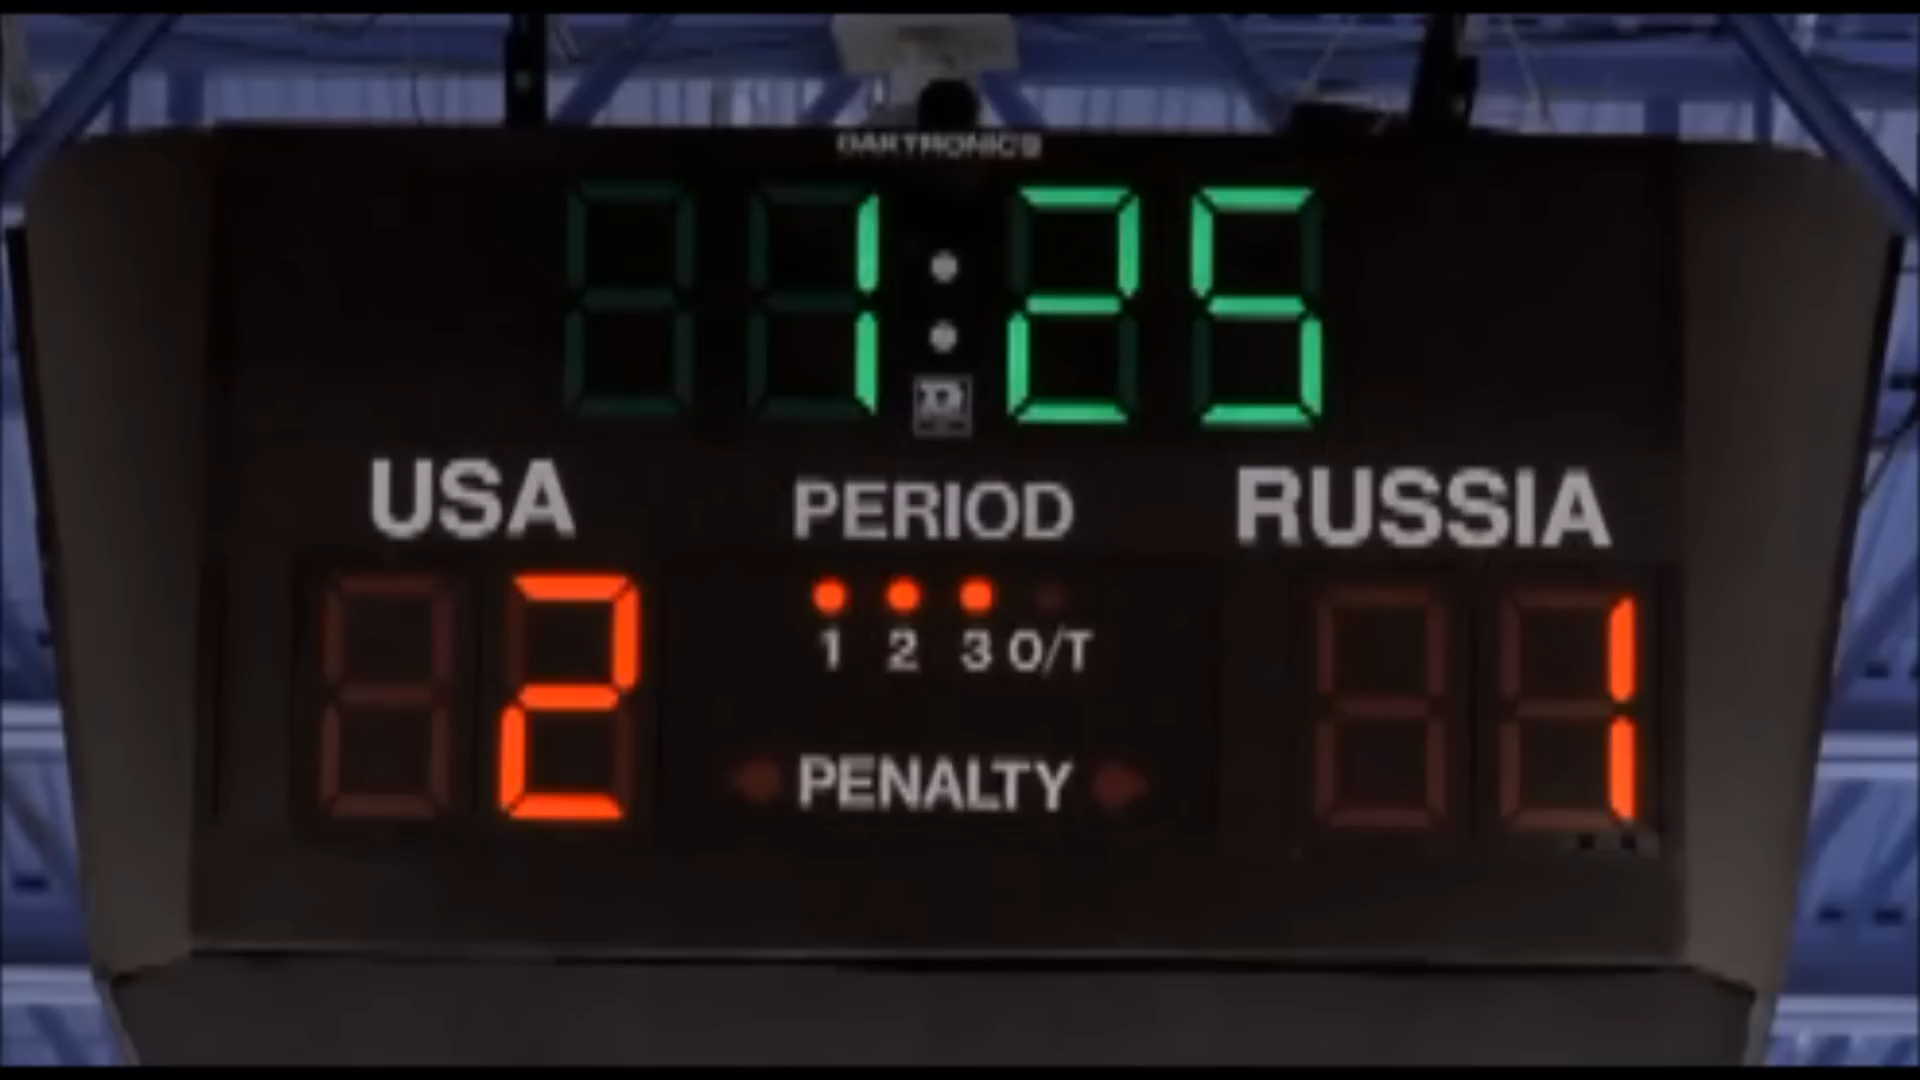 DAKTRONICS
1:25
USA PERIOD RUSSIA
2 1
1 2 3 O/T
PENALTY